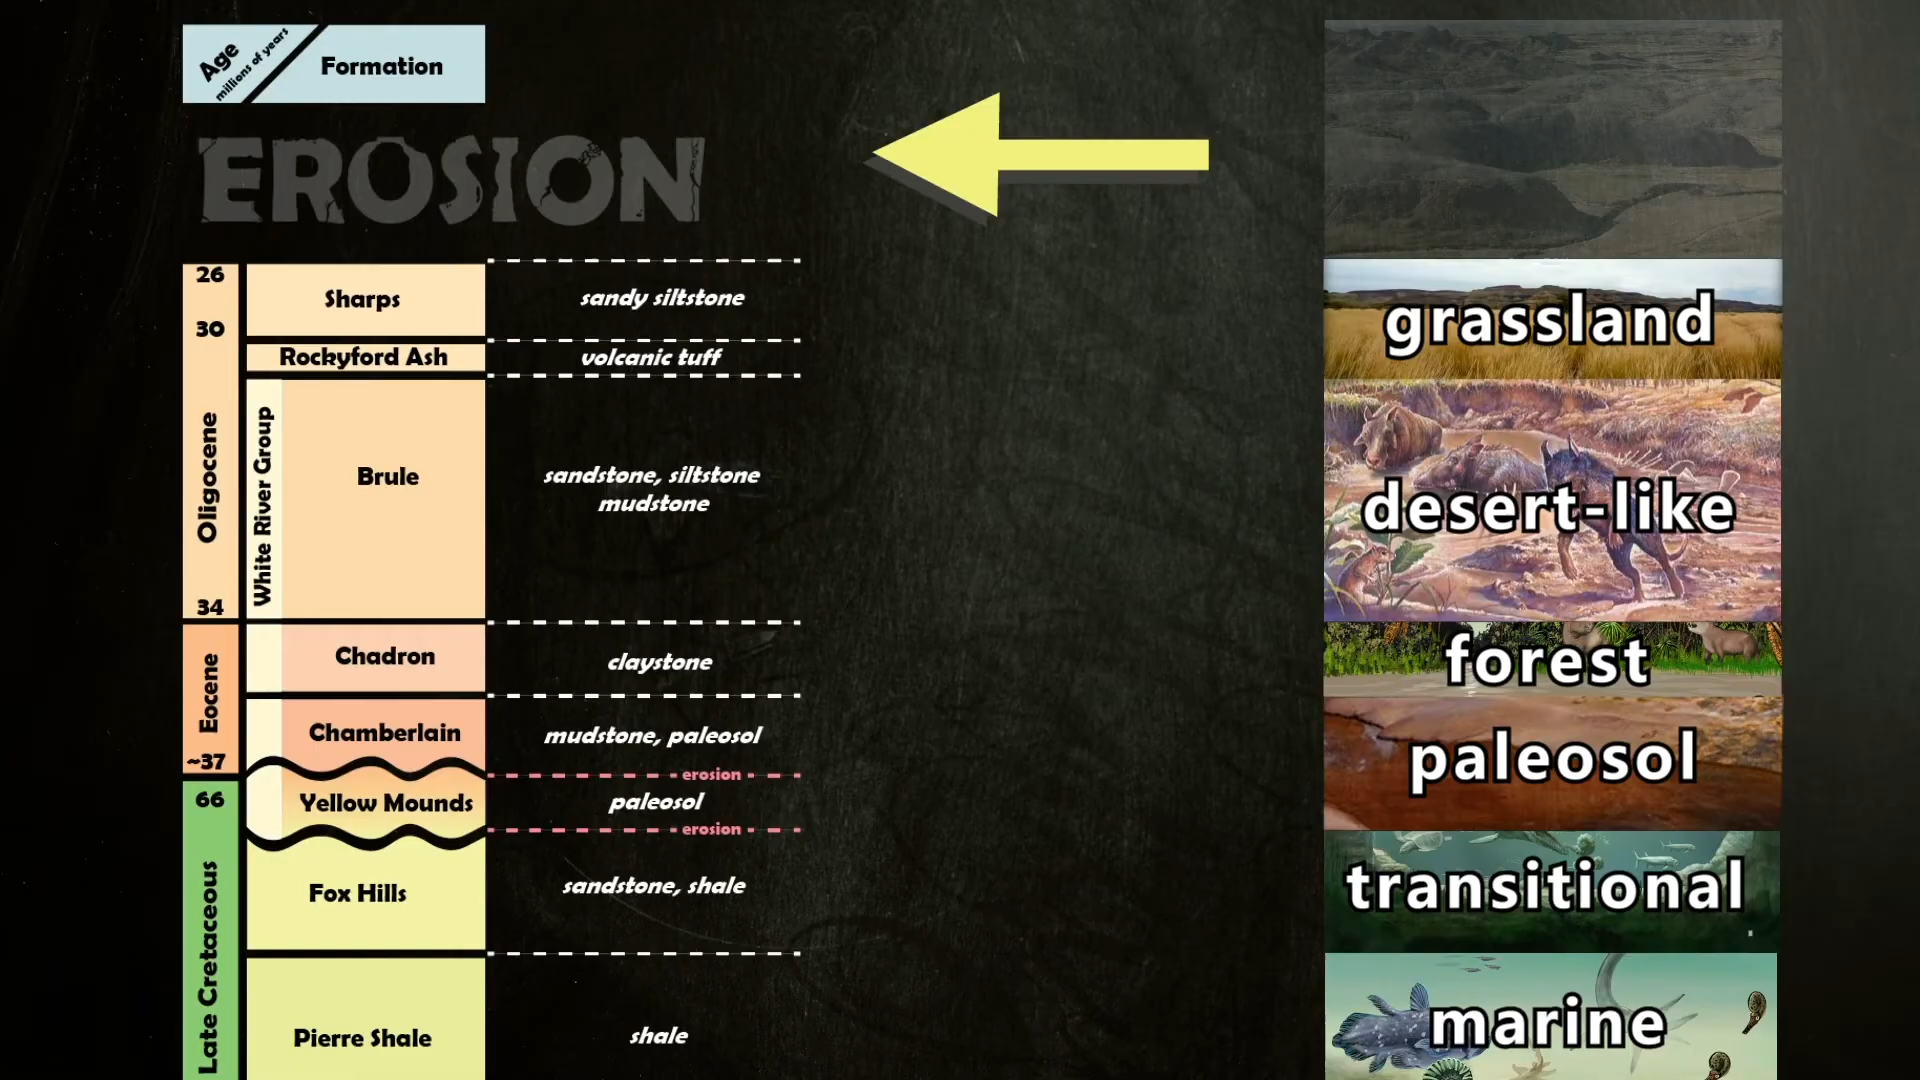 Age
millions of years
Formation
EROSION
26
Sharps
sandy siltstone
grassland
30
Rockyford Ash
volcanic tuff
Oligocene
White River Group
Brule
sandstone, siltstone
mudstone
desert-like
34
Eocene
Chadron
claystone
forest
Chamberlain
mudstone, paleosol
paleosol
~37
erosion
66
Yellow Mounds
paleosol
erosion
Late Cretaceous
Fox Hills
sandstone, shale
transitional
Pierre Shale
shale
marine